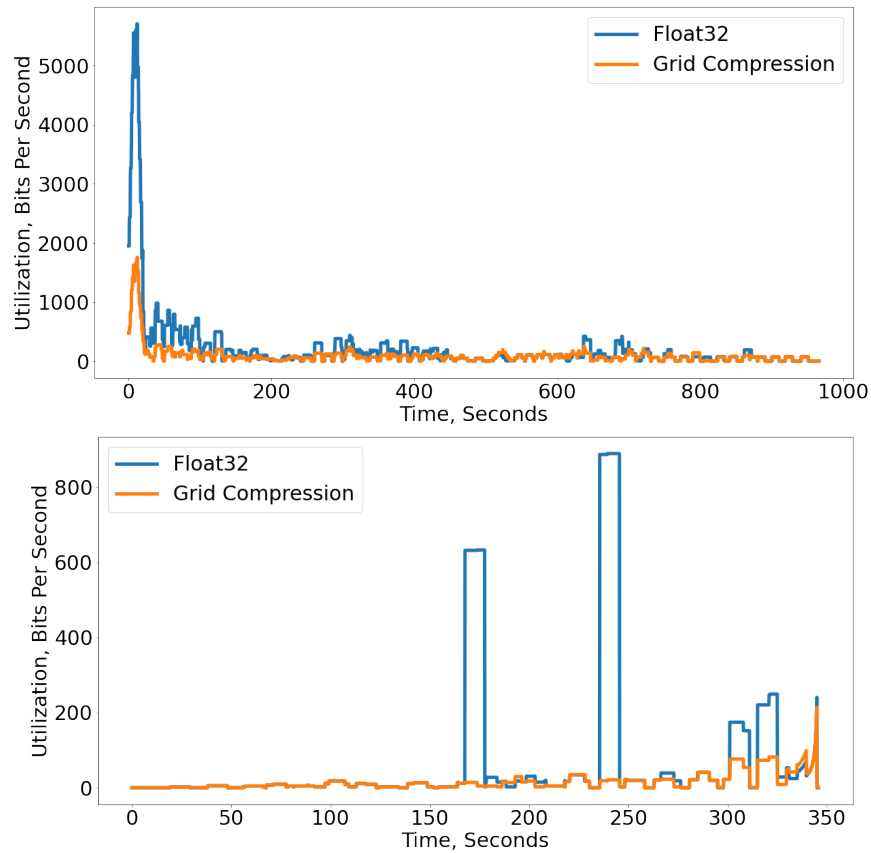 Float32
Grid Compression
5000
4000
3000
2000
1000
0
Utilization, Bits Per Second
0 200 400 600 800 1000
Time, Seconds
Float32
Grid Compression
800
600
400
200
0
Utilization, Bits Per Second
0 50 100 150 200 250 300 350
Time, Seconds